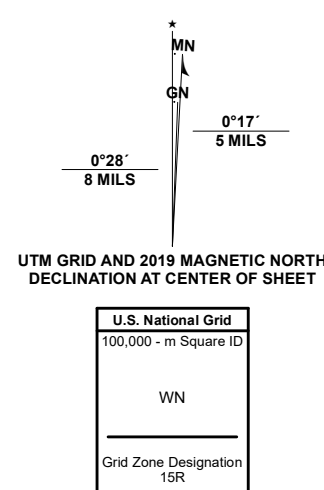 MN
GN
0°17´
5 MILS
0°28´
8 MILS
UTM GRID AND 2019 MAGNETIC NORTH
DECLINATION AT CENTER OF SHEET
U.S. National Grid
100,000 - m Square ID
WN
Grid Zone Designation
15R